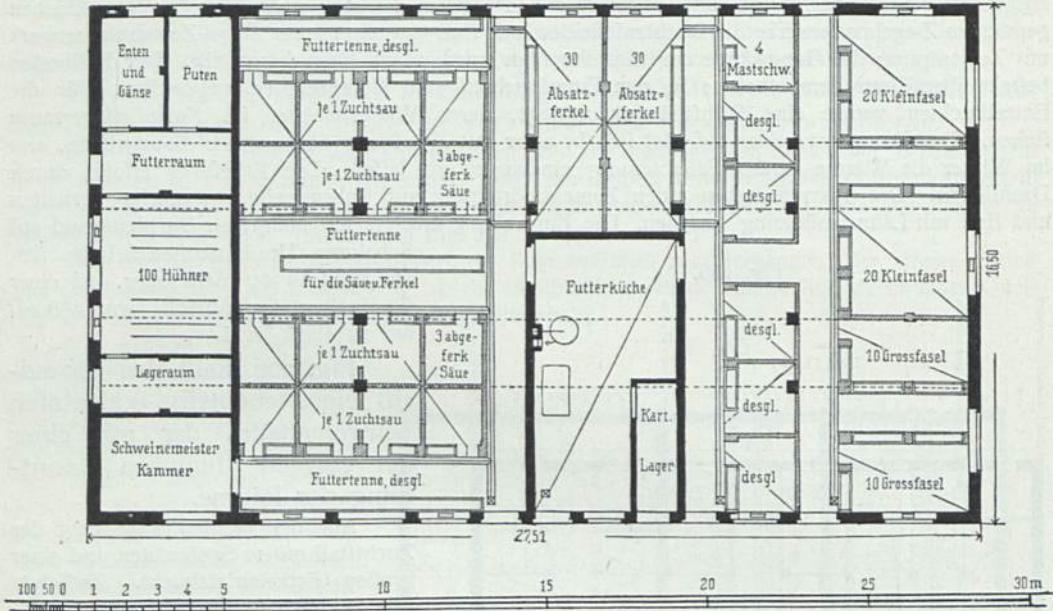 Enten
und
Gänse
Puten
Futtertenne, desgl.
je 1 Zuchtsau
je 1 Zuchtsau
3 abge-
ferk
Säue
30
Absatz-
ferkel
30
Absatz-
ferkel
4
Mastschw.
desgl.
desgl.
20 Kleinfasel
Futterraum
Futtertenne
für die Säue u. Ferkel
100 Hühner
Futterküche
20 Kleinfasel
16,50
je 1 Zuchtsau
je 1 Zuchtsau
3 abge-
ferk
Säue
desgl.
desgl.
desgl
10 Grossfasel
Legeraum
Schweinemeister
Kammer
Kart.
Lager
10 Grossfasel
Futtertenne, desgl.
27,51
100 50 0 1 2 3 4 5 10 15 20 25 30 m